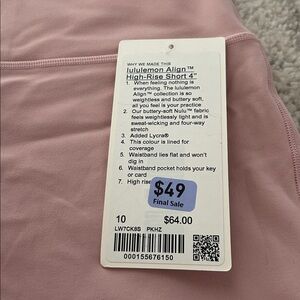 WHY WE MADE THIS
lululemon Align™
High-Rise Short 4"
1. When feeling nothing is
everything. The lululemon
Align™ collection is so
weightless and buttery soft,
all you feel is your practice
2. Our buttery-soft Nulu™ fabric
feels weightlessly light and is
sweat-wicking and four-way
stretch
3. Added Lycra®
4. This colour is lined for
coverage
5. Waistband lies flat and won't
dig in
6. Waistband pocket holds your key
or card
7. High rise
$49
Final Sale
10 $64.00
LW7CK8S PKHZ
000155676150